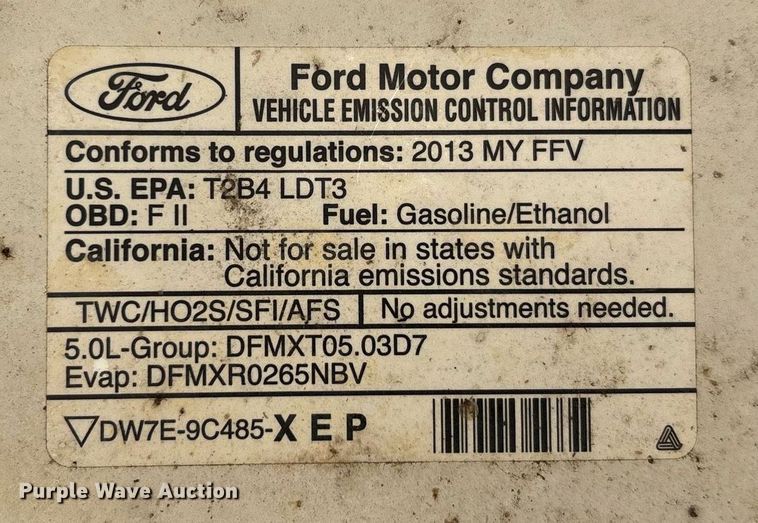 Ford
Ford Motor Company
VEHICLE EMISSION CONTROL INFORMATION
Conforms to regulations: 2013 MY FFV
U.S. EPA: T2B4 LDT3
OBD: F II Fuel: Gasoline/Ethanol
California: Not for sale in states with
California emissions standards.
TWC/HO2S/SFI/AFS No adjustments needed.
5.0L-Group: DFMXT05.03D7
Evap: DFMXR0265NBV
DW7E-9C485-X E P
Purple Wave Auction